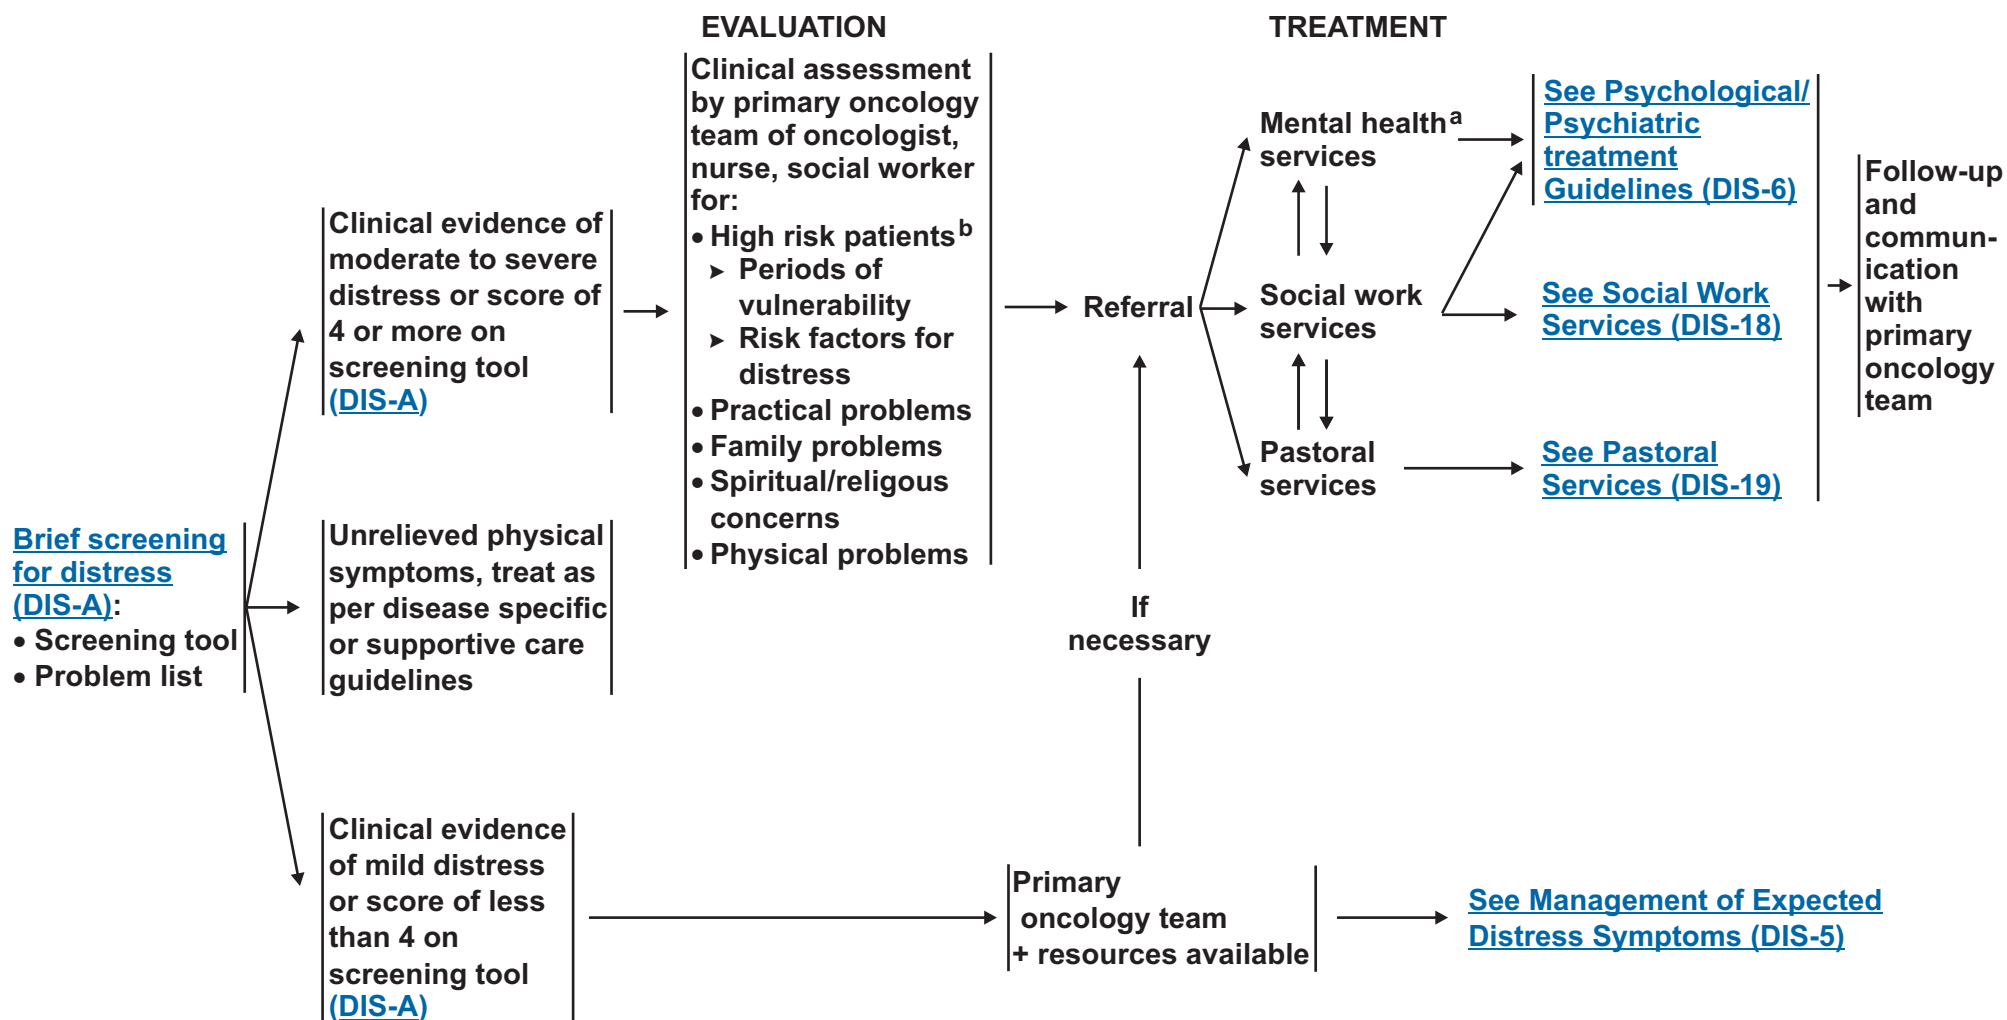 EVALUATION
TREATMENT
Brief screening
for distress
(DIS-A):
• Screening tool
• Problem list
Clinical evidence of
moderate to severe
distress or score of
4 or more on
screening tool
(DIS-A)
Unrelieved physical
symptoms, treat as
per disease specific
or supportive care
guidelines
Clinical evidence
of mild distress
or score of less
than 4 on
screening tool
(DIS-A)
Clinical assessment
by primary oncology
team of oncologist,
nurse, social worker
for:
• High risk patients b
➤ Periods of
vulnerability
➤ Risk factors for
distress
• Practical problems
• Family problems
• Spiritual/religous
concerns
• Physical problems
Referral
If
necessary
Primary
oncology team
+ resources available
Mental health a
services
Social work
services
Pastoral
services
See Psychological/
Psychiatric
treatment
Guidelines (DIS-6)
See Social Work
Services (DIS-18)
See Pastoral
Services (DIS-19)
See Management of Expected
Distress Symptoms (DIS-5)
Follow-up
and
commun-
ication
with
primary
oncology
team